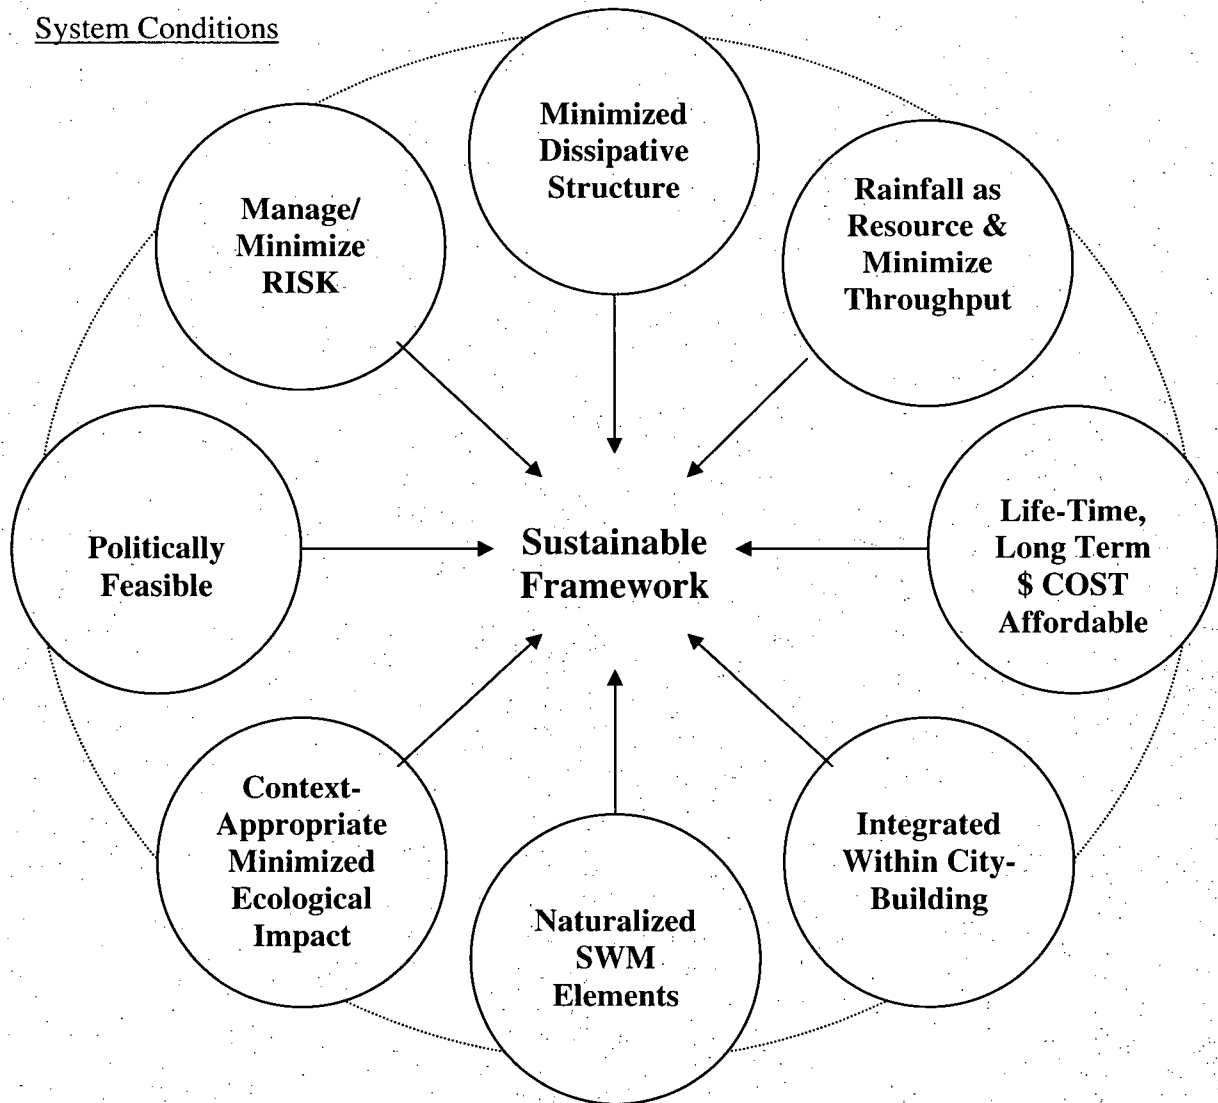 System Conditions
Minimized
Dissipative
Structure
Rainfall as
Resource &
Minimize
Throughput
Life-Time,
Long Term
$ COST
Affordable
Integrated
Within City-
Building
Naturalized
SWM
Elements
Context-
Appropriate
Minimized
Ecological
Impact
Politically
Feasible
Manage/
Minimize
RISK
Sustainable
Framework